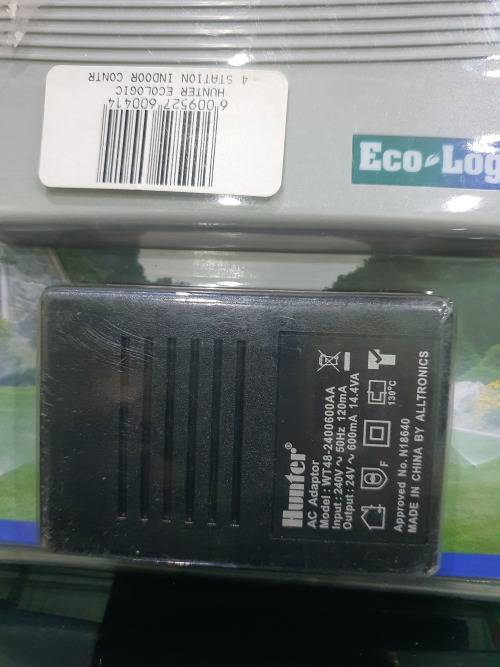 6 009527 600414
HUNTER ECOLOGIC
4 STATION INDOOR CONTR
Eco Log
Hunter®
AC Adaptor
Model : WT48-2400600AA
Input : 240V ~ 50Hz 120mA
Output : 24V ~ 600mA 14.4VA
F
130°C
Approved No. N18640
MADE IN CHINA BY ALLTRONICS